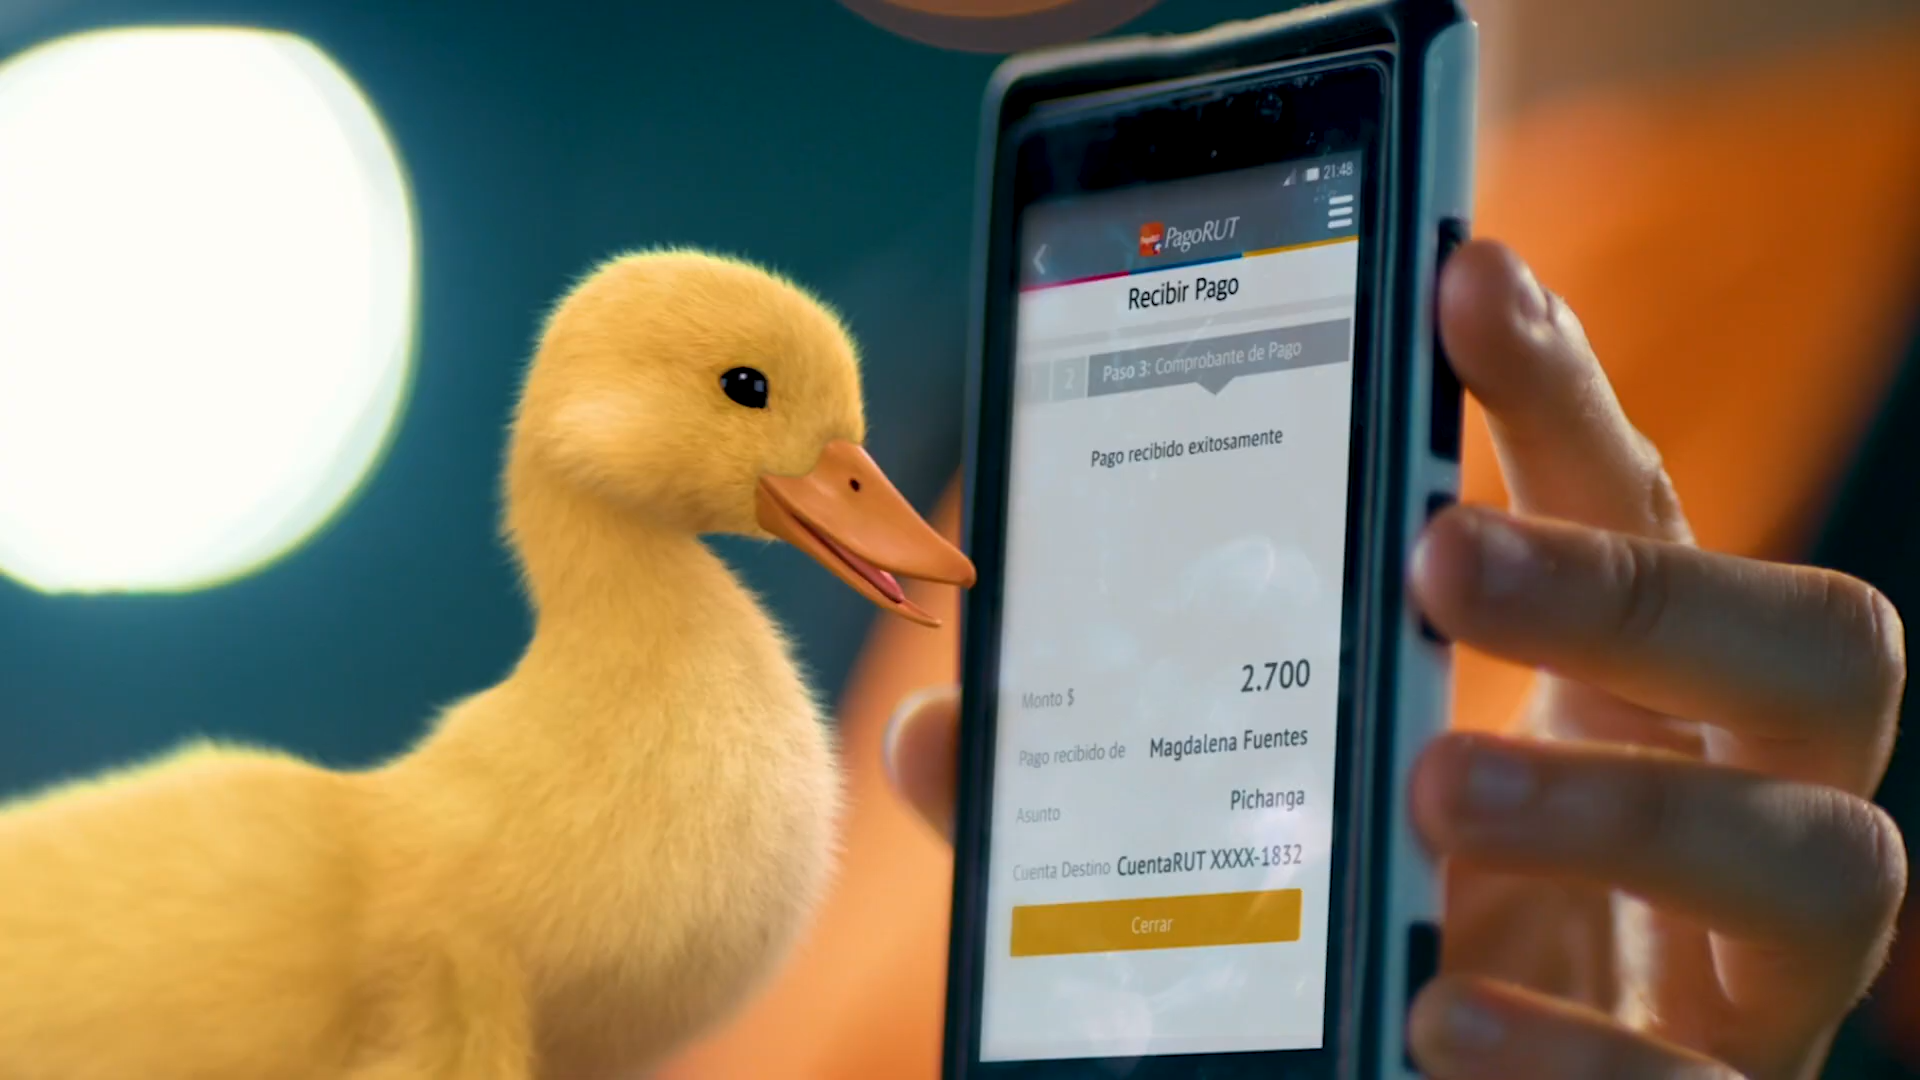 21:48
PagoRUT
Recibir Pago
2 Paso 3: Comprobante de Pago
Pago recibido exitosamente
Monto $ 2.700
Pago recibido de Magdalena Fuentes
Asunto Pichanga
Cuenta Destino CuentaRUT XXXX-1832
Cerrar